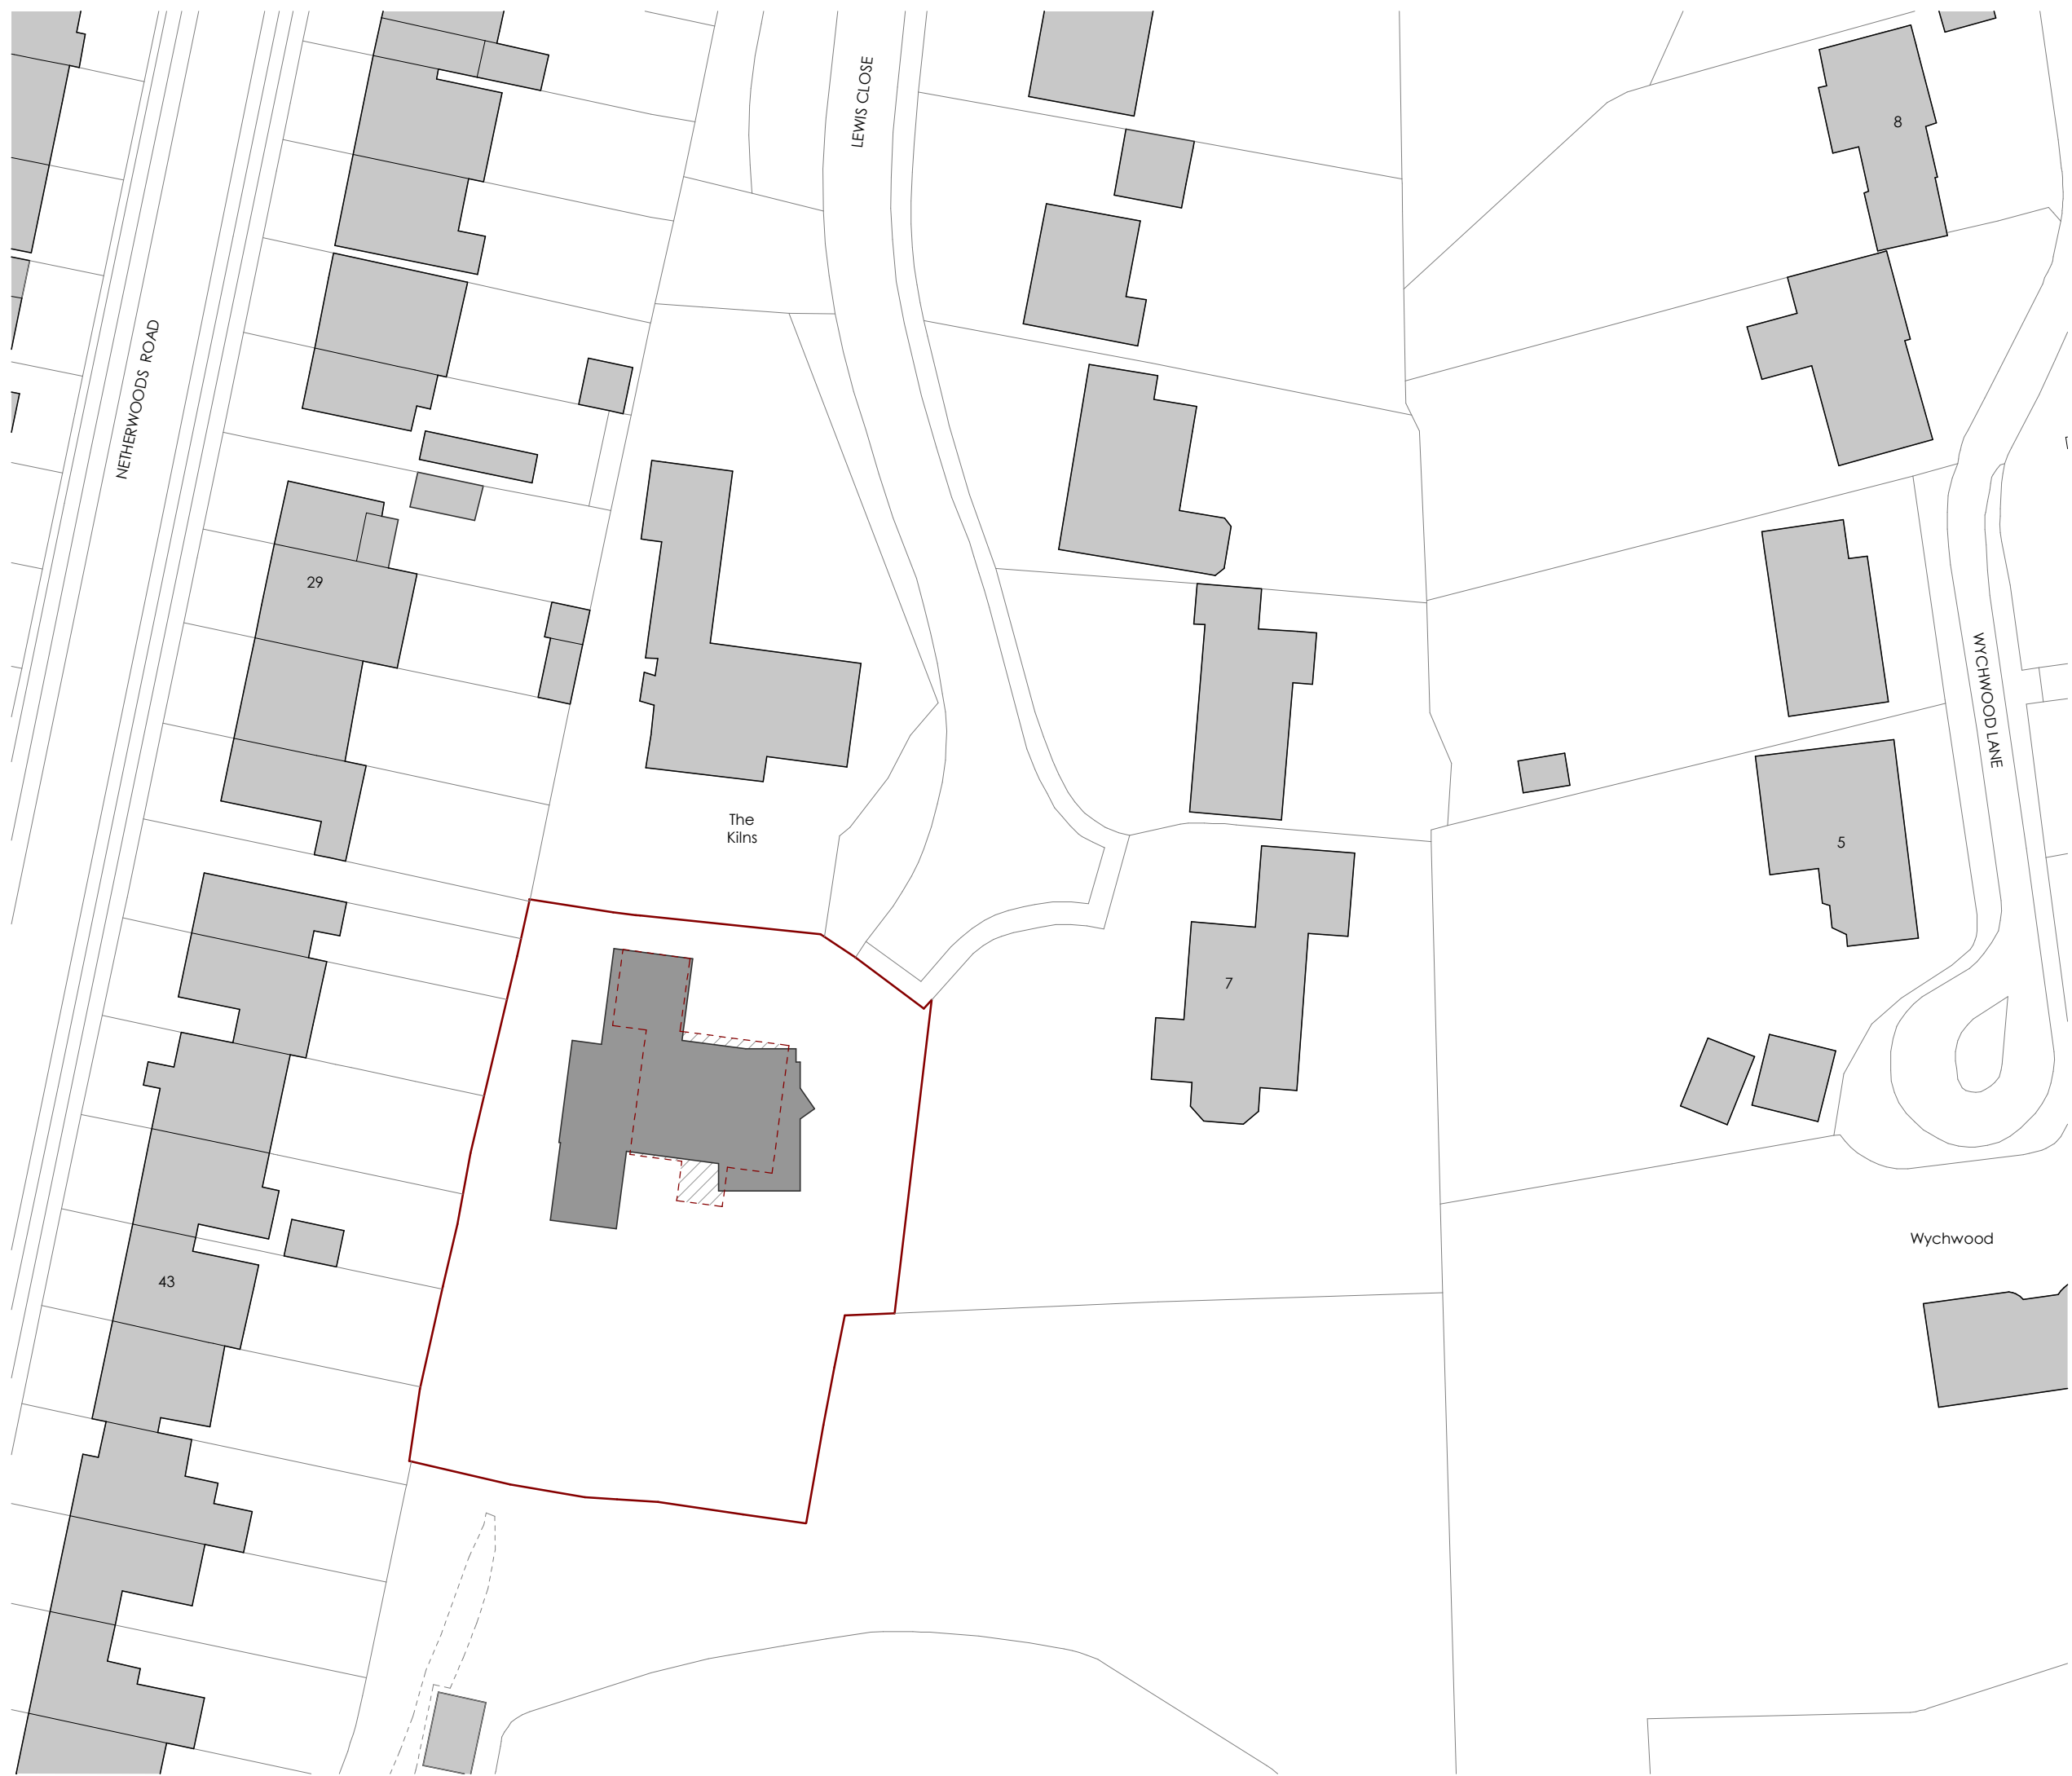 LEWIS CLOSE
8
NETHERWOODS ROAD
29
WYCHWOOD LANE
The
Kilns
5
7
Wychwood
43